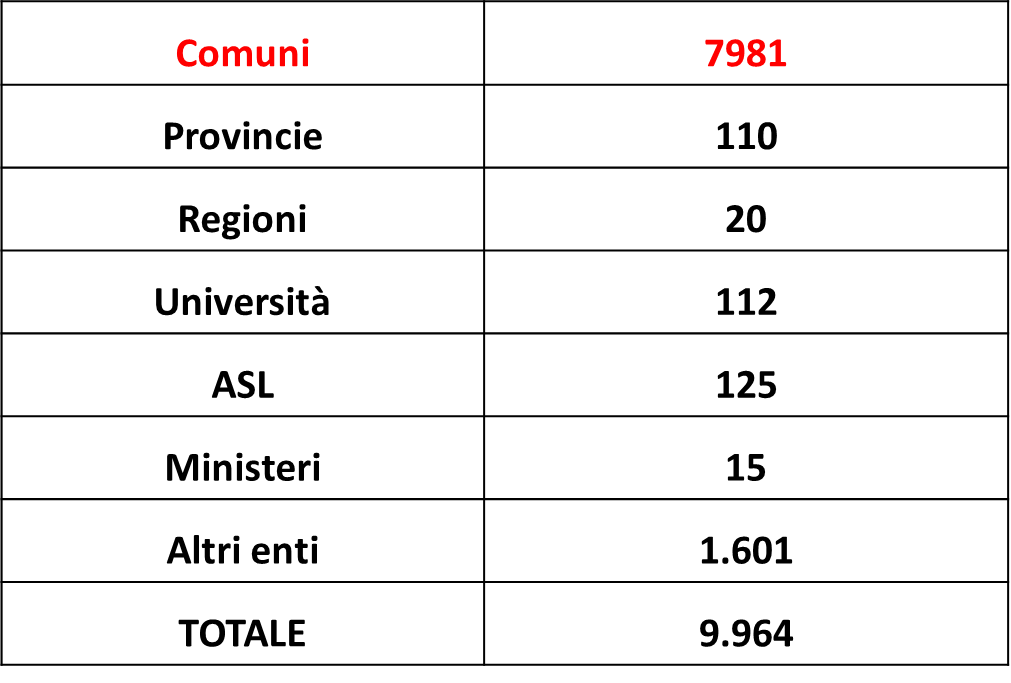 Comuni 7981
Provincie 110
Regioni 20
Università 112
ASL 125
Ministeri 15
Altri enti 1.601
TOTALE 9.964